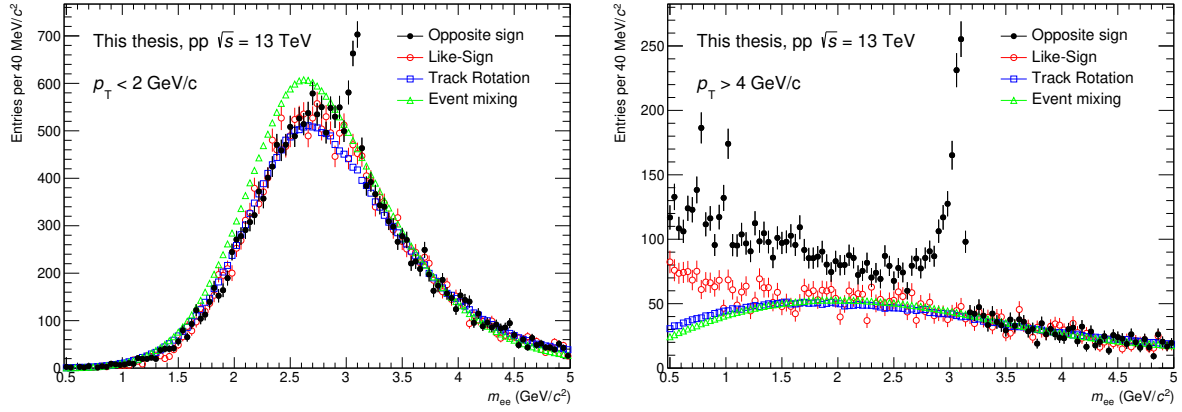 Entries per 40 MeV/c²
700
600
500
400
300
200
100
0
This thesis, pp √s = 13 TeV
p_T < 2 GeV/c
Opposite sign
Like-Sign
Track Rotation
Event mixing
0.5 1 1.5 2 2.5 3 3.5 4 4.5 5
m_ee (GeV/c²)
Entries per 40 MeV/c²
250
200
150
100
50
0
This thesis, pp √s = 13 TeV
p_T > 4 GeV/c
Opposite sign
Like-Sign
Track Rotation
Event mixing
0.5 1 1.5 2 2.5 3 3.5 4 4.5 5
m_ee (GeV/c²)